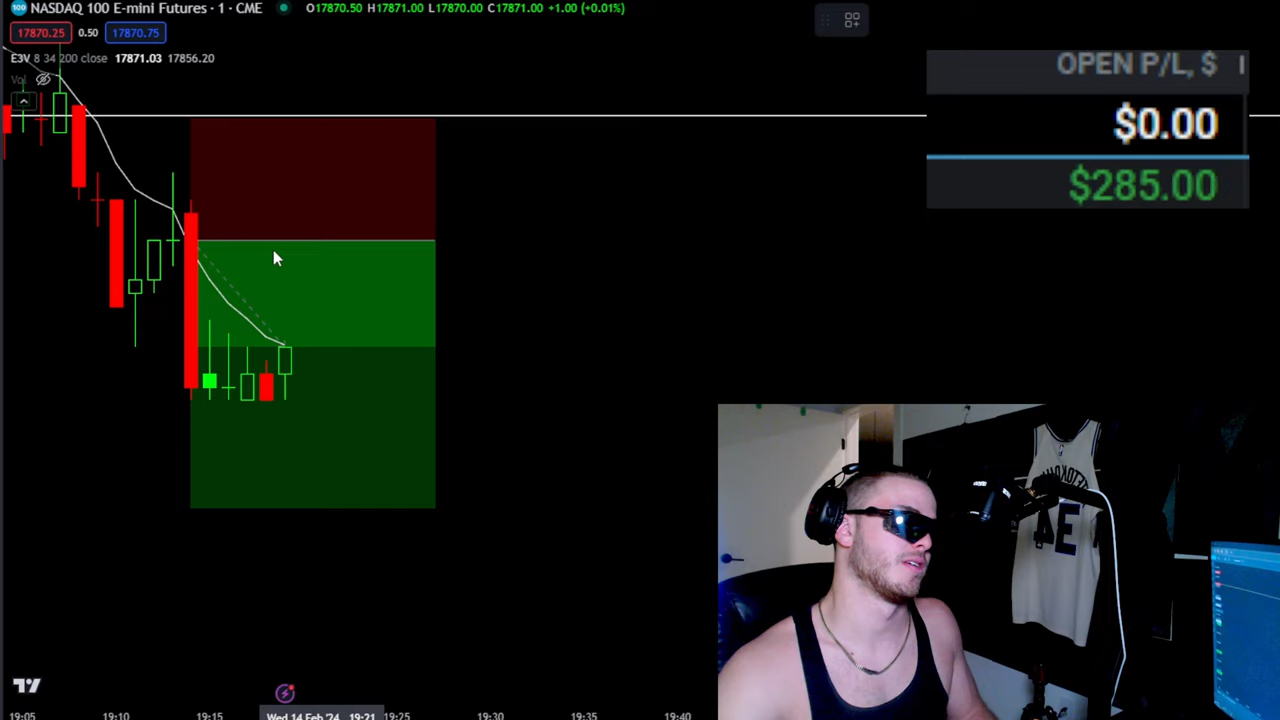 100 NASDAQ 100 E-mini Futures · 1 · CME O17870.50 H17871.00 L17870.00 C17871.00 +1.00 (+0.01%)
17870.25 0.50 17870.75
E3V 8 34 200 close 17871.03 17856.20
Vol
OPEN P/L, $
$0.00
$285.00
34
19:05 19:10 19:15 Wed 14 Feb '24 19:21 19:25 19:30 19:35 19:40